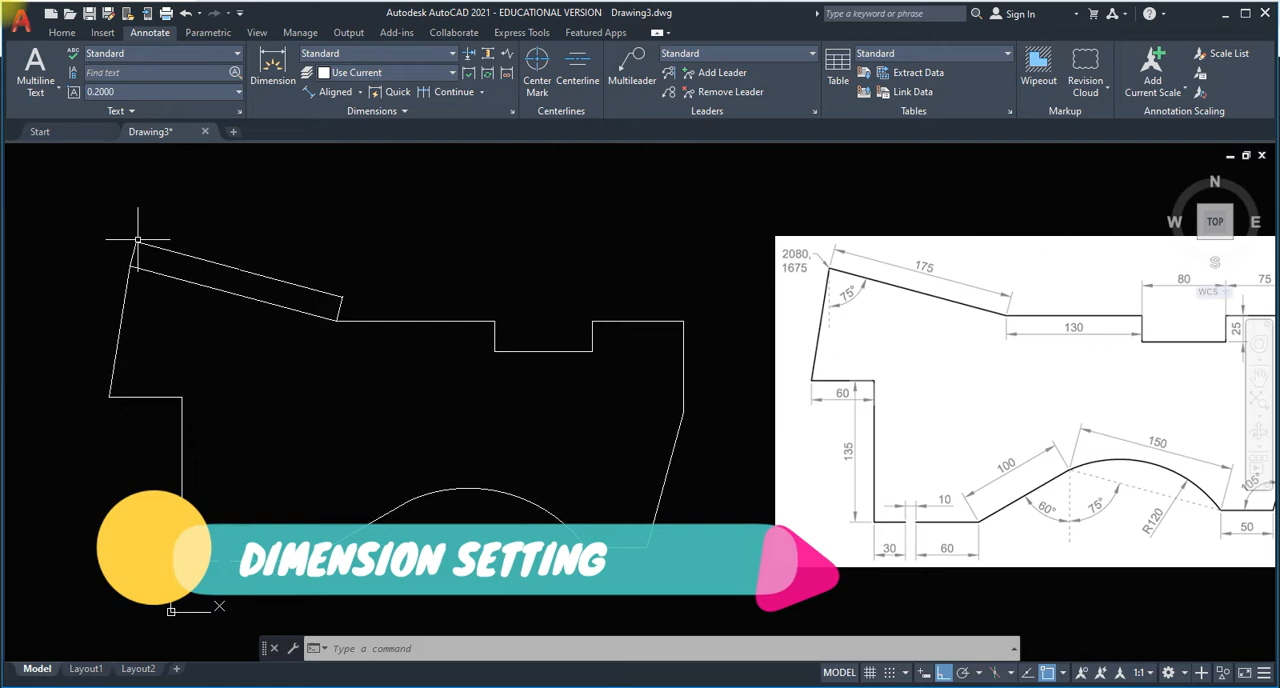 Autodesk AutoCAD 2021 - EDUCATIONAL VERSION Drawing3.dwg
Type a keyword or phrase
Sign In
Home Insert Annotate Parametric View Manage Output Add-ins Collaborate Express Tools Featured Apps
Multiline
Text
Standard
Find text
0.2000
Text
Dimension
Standard
Use Current
Aligned
Quick
Continue
Dimensions
Center
Mark
Centerline
Centerlines
Multileader
Standard
Add Leader
Remove Leader
Leaders
Table
Standard
Extract Data
Link Data
Tables
Wipeout
Revision
Cloud
Markup
Add
Current Scale
Scale List
Annotation Scaling
Start
Drawing3*
N
W
TOP
E
S
WCS
2080,
1675
175
75°
80
75
130
25
60
135
100
150
10
60°
75°
R120
105°
30
60
50
DIMENSION SETTING
X
Type a command
Model Layout1 Layout2
MODEL
1:1